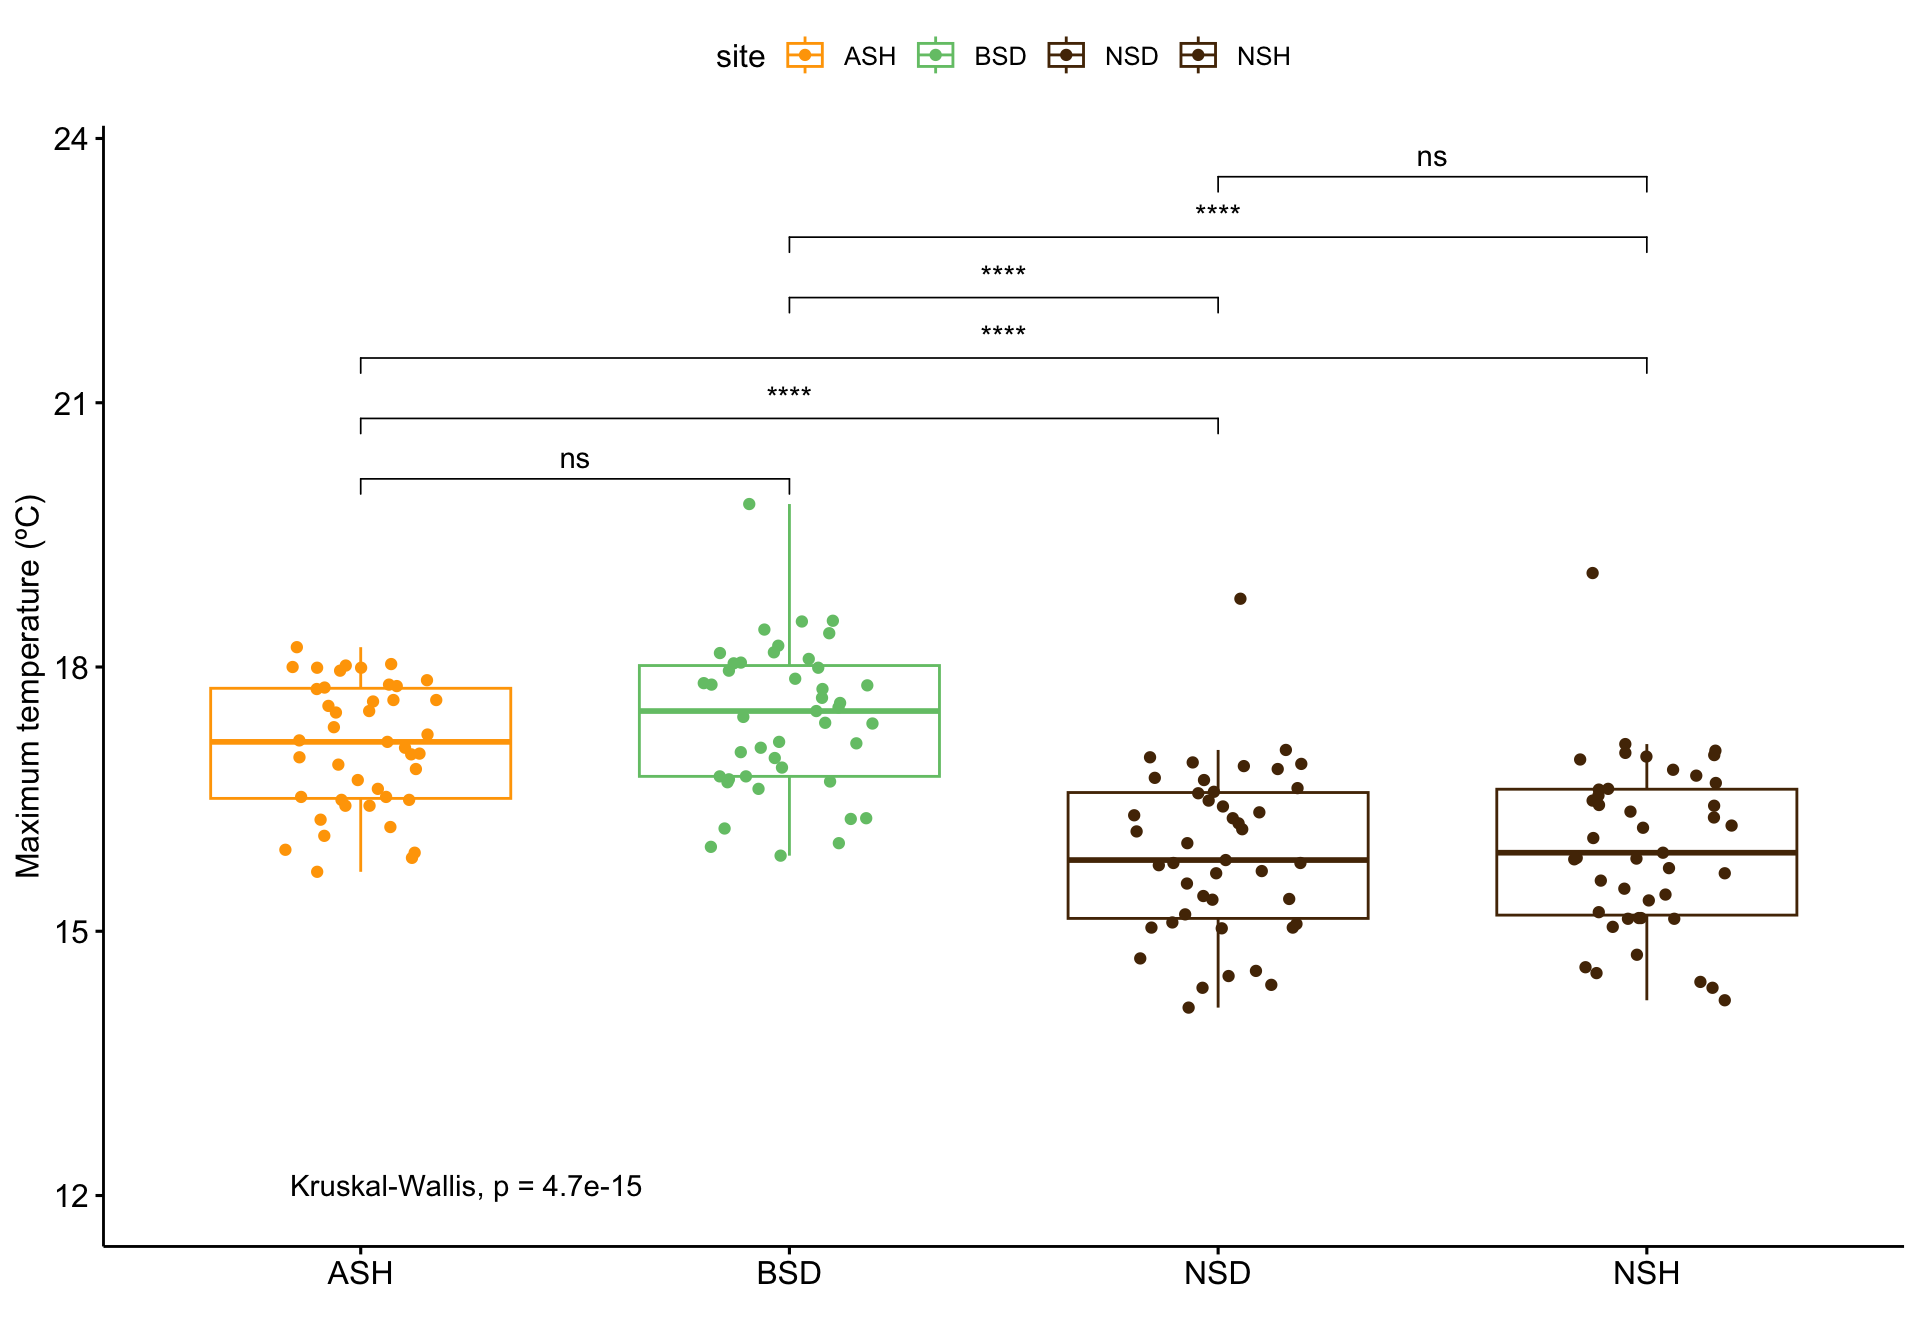 site ASH BSD NSD NSH
24
ns
****
****
****
21
****
ns
Maximum temperature (ºC)
18
15
Kruskal-Wallis, p = 4.7e-15
12
ASH BSD NSD NSH